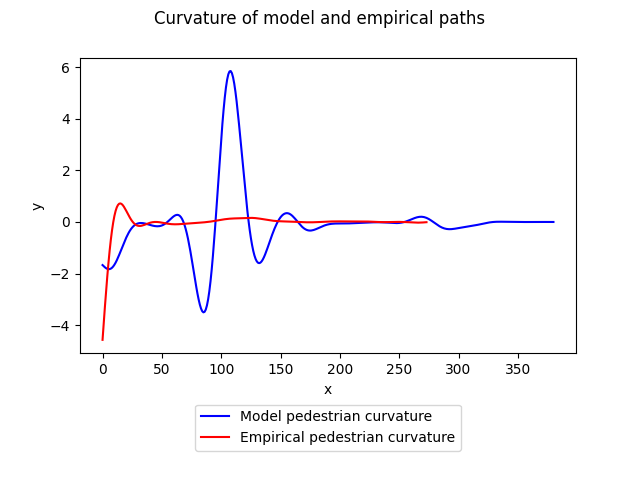 Curvature of model and empirical paths
6
4
2
0
−2
−4
y
0 50 100 150 200 250 300 350
x
Model pedestrian curvature
Empirical pedestrian curvature